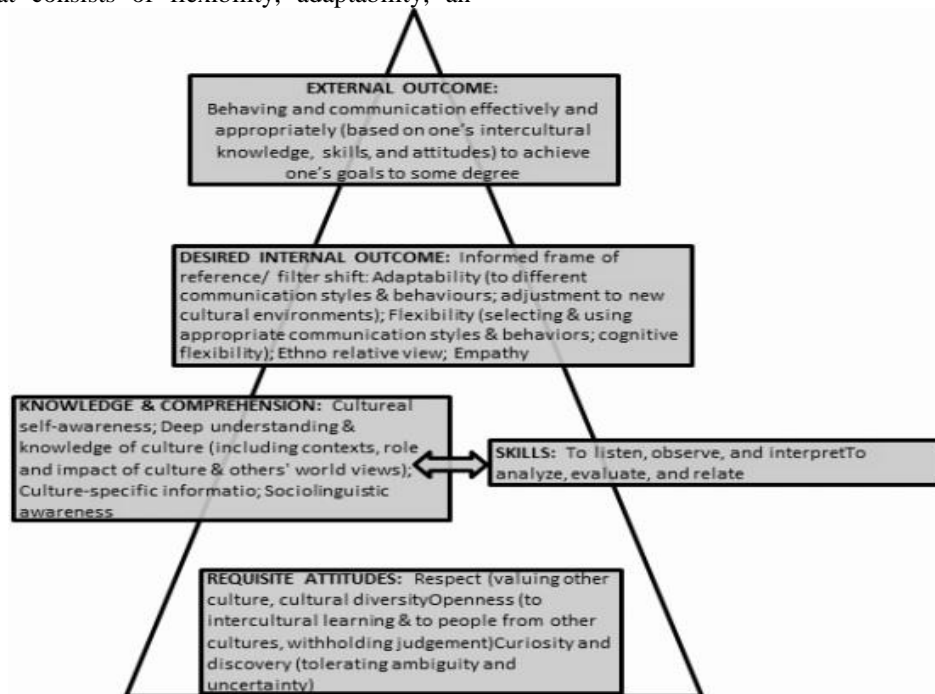 at consists of flexibility, adaptability, an
EXTERNAL OUTCOME:
Behaving and communication effectively and
appropriately (based on one's intercultural
knowledge, skills, and attitudes) to achieve
one's goals to some degree
DESIRED INTERNAL OUTCOME: Informed frame of
reference/ filter shift: Adaptability (to different
communication styles & behaviours; adjustment to new
cultural environments); Flexibility (selecting & using
appropriate communication styles & behaviors; cognitive
flexibility); Ethno relative view; Empathy
KNOWLEDGE & COMPREHENSION: Cultureal
self-awareness; Deep understanding &
knowledge of culture (including contexts, role
and impact of culture & others' world views);
Culture-specific informatio; Sociolinguistic
awareness
SKILLS: To listen, observe, and interpretTo
analyze, evaluate, and relate
REQUISITE ATTITUDES: Respect (valuing other
culture, cultural diversityOpenness (to
intercultural learning & to people from other
cultures, withholding judgement)Curiosity and
discovery (tolerating ambiguity and
uncertainty)